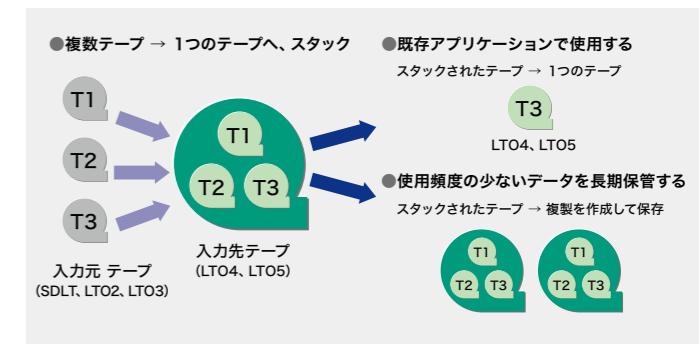 ●複数テープ → 1つのテープへ、スタック
T1
T2
T3
入力元 テープ
(SDLT、LTO2、LTO3)
T1
T2 T3
入力先テープ
(LTO4、LTO5)
●既存アプリケーションで使用する
スタックされたテープ → 1つのテープ
T3
LTO4、LTO5
●使用頻度の少ないデータを長期保管する
スタックされたテープ → 複製を作成して保存
T1
T2 T3
T1
T2 T3